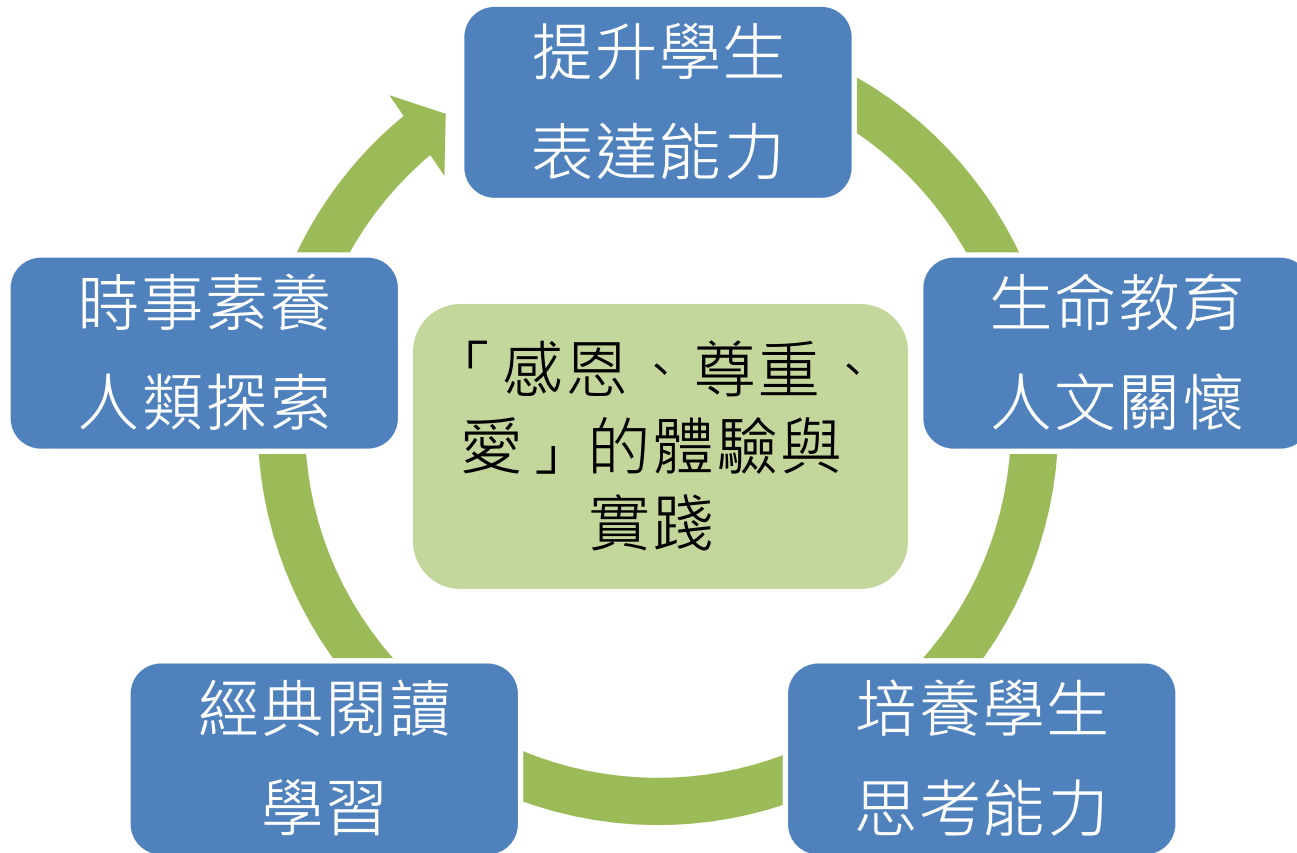 提升學生
表達能力
生命教育
人文關懷
培養學生
思考能力
經典閱讀
學習
時事素養
人類探索
「感恩、尊重、
愛」的體驗與
實踐